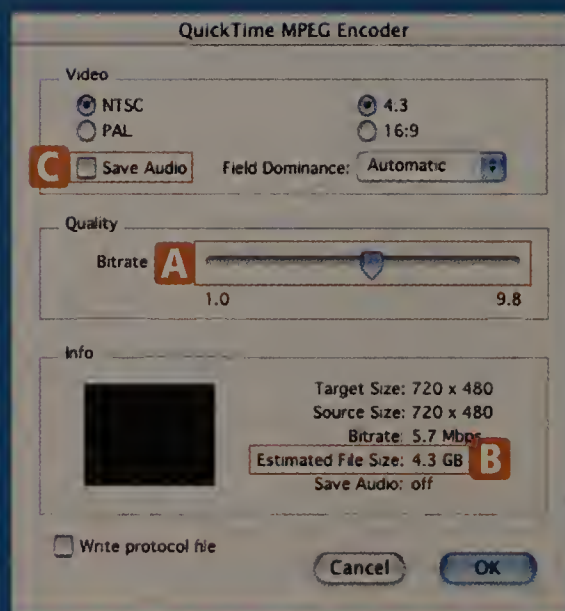 QuickTime MPEG Encoder
Video
NTSC
4.3
PAL
16:9
C Save Audio Field Dominance: Automatic
Quality
Bitrate A
1.0 9.8
Info
Target Size: 720 x 480
Source Size: 720 x 480
Bitrate: 5.7 Mbps
Estimated File Size: 4.3 GB B
Save Audio: off
Write protocol file
Cancel OK